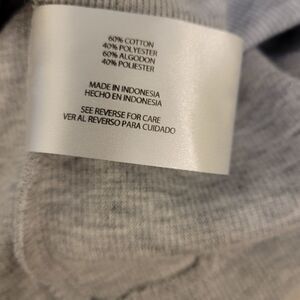 60% COTTON
40% POLYESTER
60% ALGODON
40% POLIESTER
MADE IN INDONESIA
HECHO EN INDONESIA
SEE REVERSE FOR CARE
VER AL REVERSO PARA CUIDADO